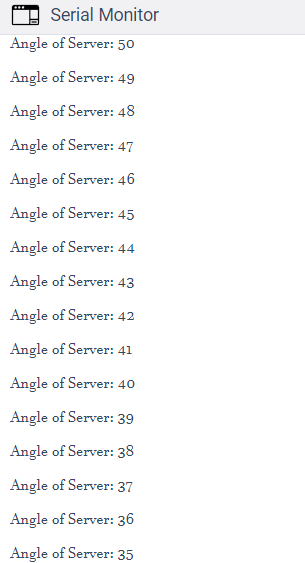 Serial Monitor
Angle of Server: 50
Angle of Server: 49
Angle of Server: 48
Angle of Server: 47
Angle of Server: 46
Angle of Server: 45
Angle of Server: 44
Angle of Server: 43
Angle of Server: 42
Angle of Server: 41
Angle of Server: 40
Angle of Server: 39
Angle of Server: 38
Angle of Server: 37
Angle of Server: 36
Angle of Server: 35